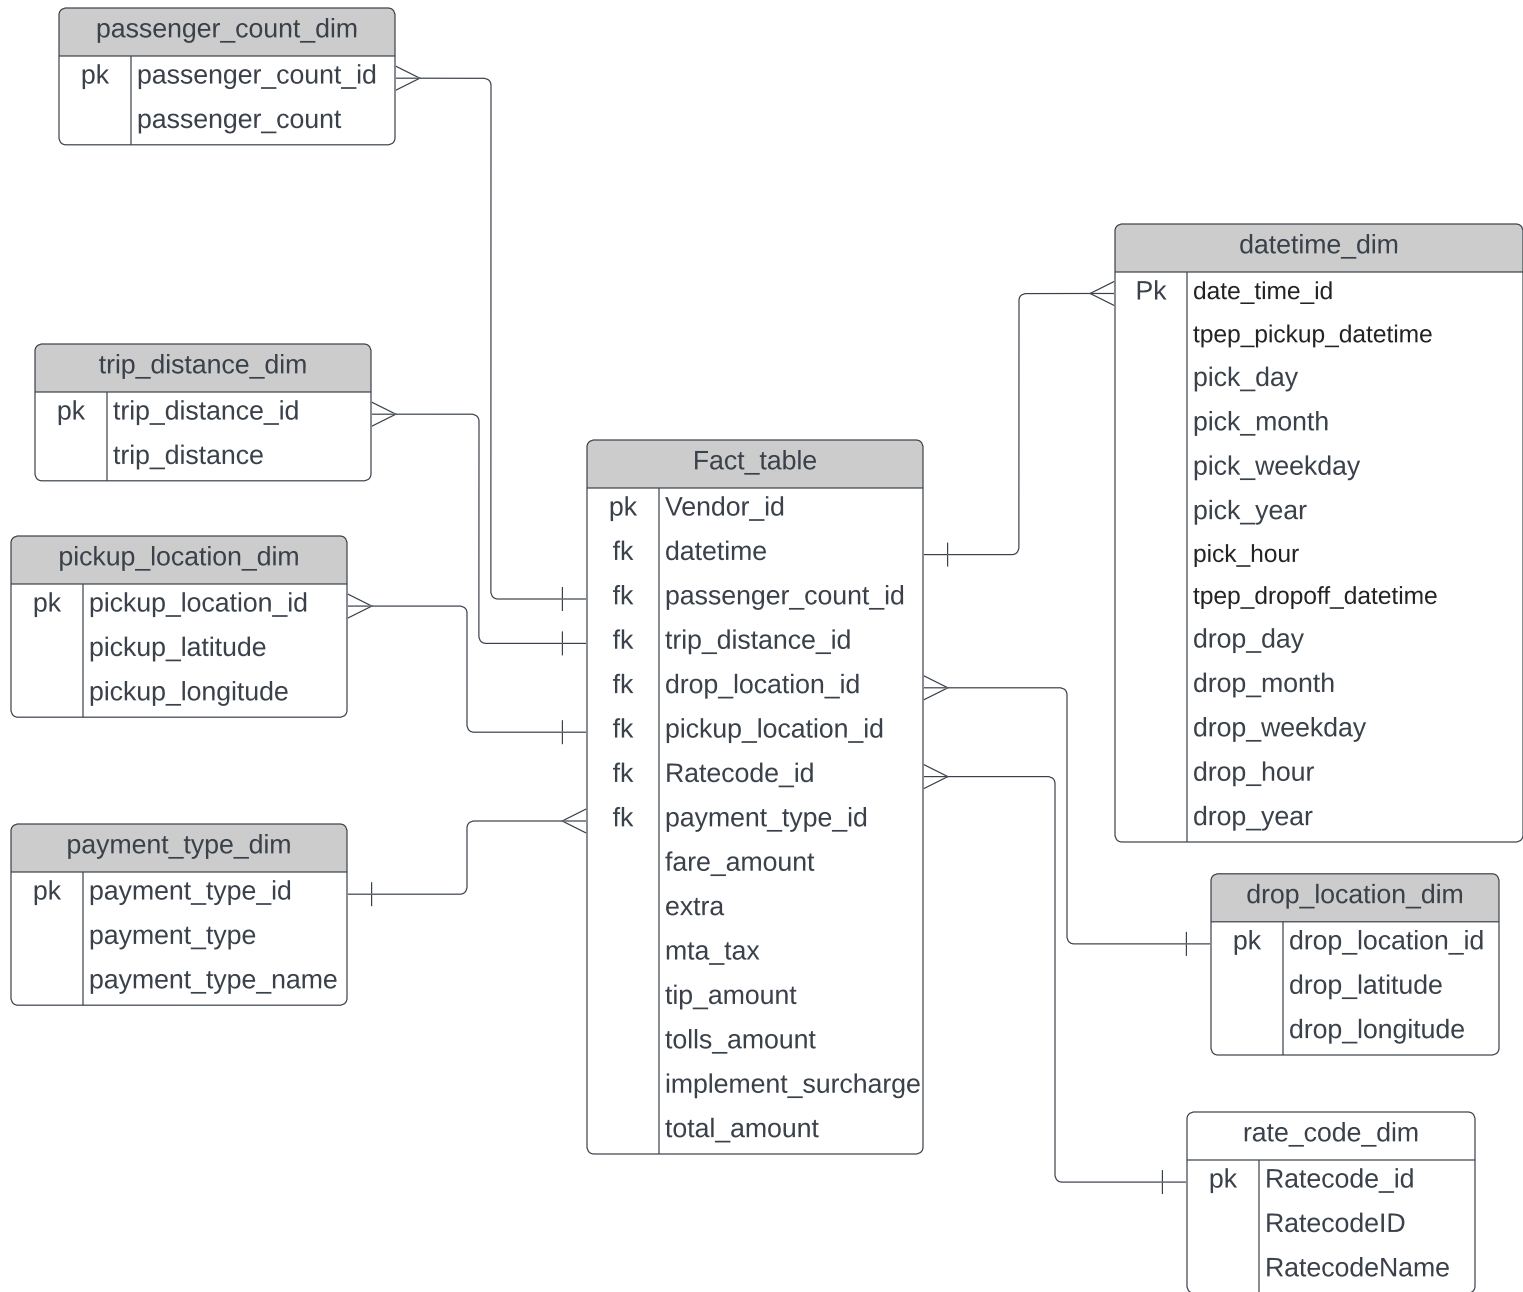 passenger_count_dim
pk passenger_count_id
passenger_count
trip_distance_dim
pk trip_distance_id
trip_distance
pickup_location_dim
pk pickup_location_id
pickup_latitude
pickup_longitude
payment_type_dim
pk payment_type_id
payment_type
payment_type_name
Fact_table
pk Vendor_id
fk datetime
fk passenger_count_id
fk trip_distance_id
fk drop_location_id
fk pickup_location_id
fk Ratecode_id
fk payment_type_id
fare_amount
extra
mta_tax
tip_amount
tolls_amount
implement_surcharge
total_amount
datetime_dim
Pk date_time_id
tpep_pickup_datetime
pick_day
pick_month
pick_weekday
pick_year
pick_hour
tpep_dropoff_datetime
drop_day
drop_month
drop_weekday
drop_hour
drop_year
drop_location_dim
pk drop_location_id
drop_latitude
drop_longitude
rate_code_dim
pk Ratecode_id
RatecodeID
RatecodeName